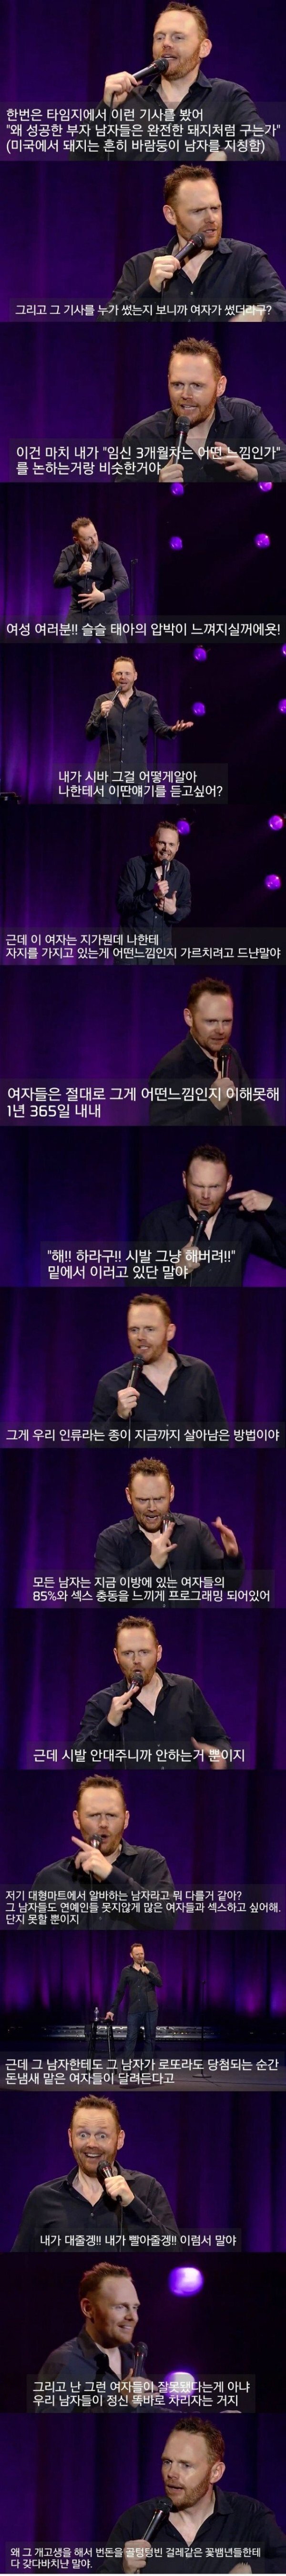 한번은 타임지에서 이런 기사를 봤어
"왜 성공한 부자 남자들은 완전한 돼지처럼 구는가"
(미국에서 돼지는 흔히 바람둥이 남자를 지칭함)
그리고 그 기사를 누가 썼는지 보니까 여자가 썼더라구?
이건 마치 내가 "임신 3개월차는 어떤 느낌인가"
를 논하는거랑 비슷한거야
여성 여러분!! 슬슬 태아의 압박이 느껴지실꺼에욧!
내가 시바 그걸 어떻게알아
나한테서 이딴얘기를 듣고싶어?
근데 이 여자는 지가뭔데 나한테
자지를 가지고 있는게 어떤느낌인지 가르치려고 드냔말야
여자들은 절대로 그게 어떤느낌인지 이해못해
1년 365일 내내
"해!! 하라구!! 시발 그냥 해버려!!"
밑에서 이러고 있단 말야
그게 우리 인류라는 종이 지금까지 살아남은 방법이야
모든 남자는 지금 이방에 있는 여자들의
85%와 섹스 충동을 느끼게 프로그래밍 되어있어
근데 시발 안대주니까 안하는거 뿐이지
저기 대형마트에서 알바하는 남자라고 뭐 다를거 같아?
그 남자들도 연예인들 못지않게 많은 여자들과 섹스하고 싶어해.
단지 못할 뿐이지
근데 그 남자한테도 그 남자가 로또라도 당첨되는 순간
돈냄새 맡은 여자들이 달려든다고
내가 대줄겡!! 내가 빨아줄겡!! 이럼서 말야
그리고 난 그런 여자들이 잘못됐다는게 아냐
우리 남자들이 정신 똑바로 차리자는 거지
왜 그 개고생을 해서 번돈을 골텅텅빈 걸레같은 꽃뱀년들한테
다 갖다바치냔 말야.